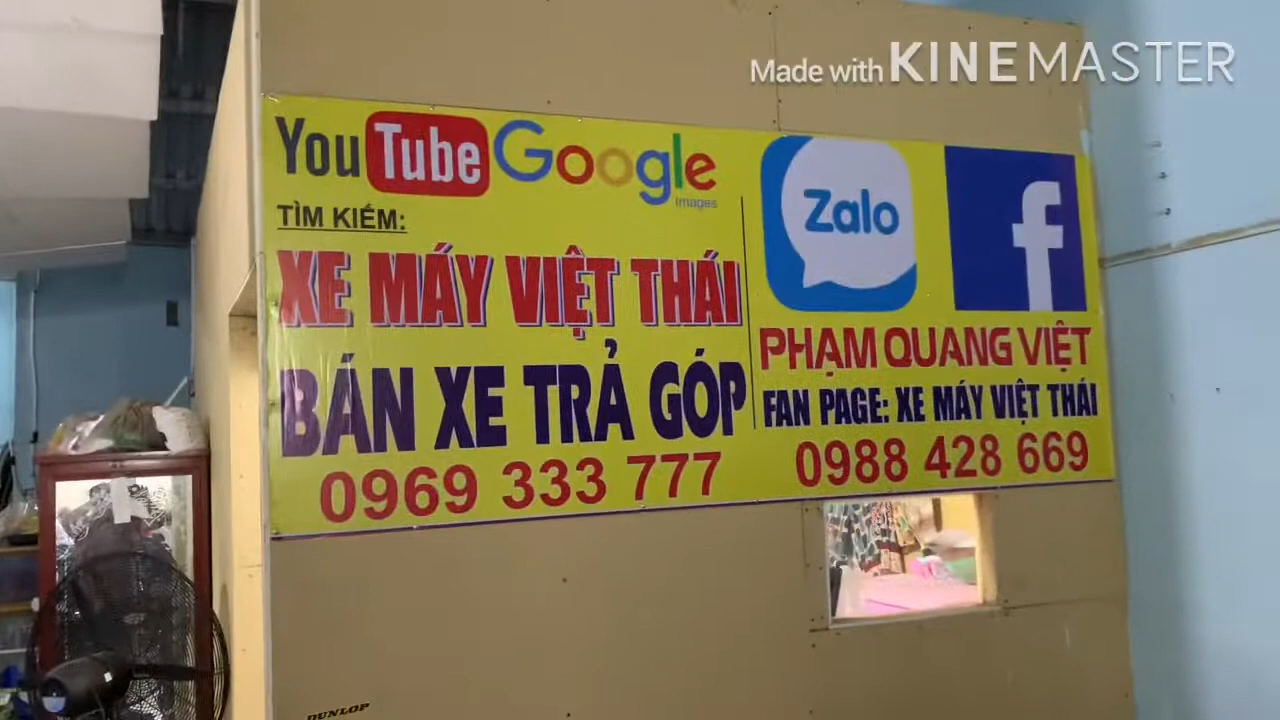 Made with KINEMASTER
YouTube Google
images
TÌM KIẾM:
XE MÁY VIỆT THÁI
BÁN XE TRẢ GÓP
0969 333 777
Zalo f
PHẠM QUANG VIỆT
FAN PAGE: XE MÁY VIỆT THÁI
0988 428 669
DUNLOP